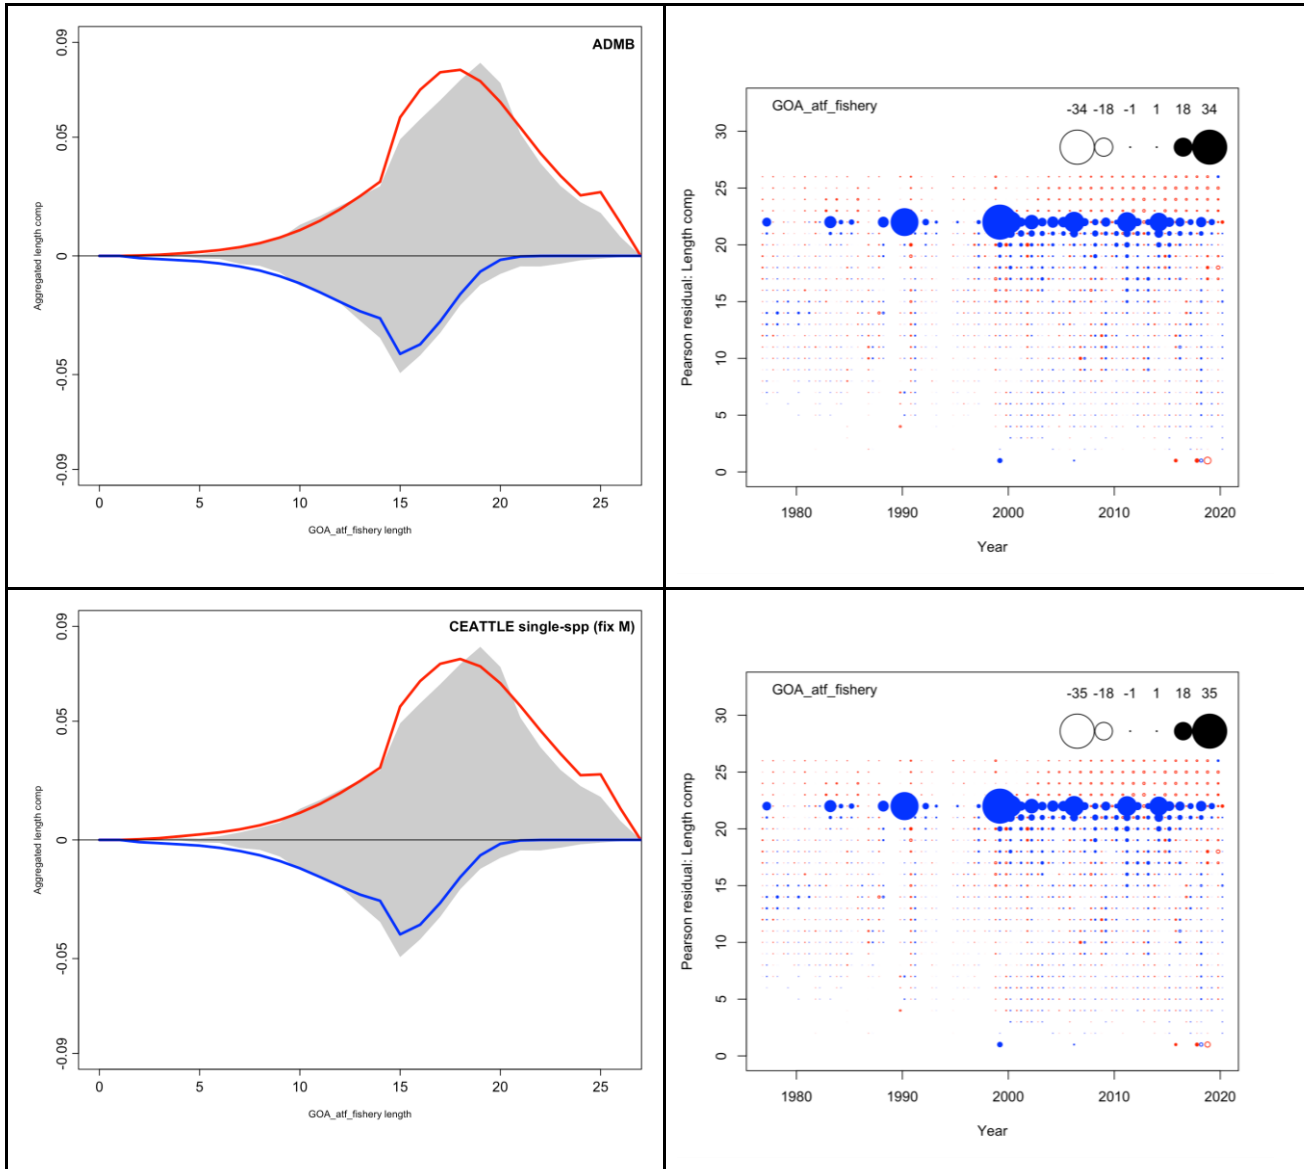 ADMB
0.09
0.05
0
-0.05
-0.09
Aggregated length comp
0 5 10 15 20 25
GOA_atf_fishery length
GOA_atf_fishery
-34 -18 -1 1 18 34
30
25
20
15
10
5
0
Pearson residual: Length comp
1980 1990 2000 2010 2020
Year
CEATTLE single-spp (fix M)
0.09
0.05
0
-0.05
-0.09
Aggregated length comp
0 5 10 15 20 25
GOA_atf_fishery length
GOA_atf_fishery
-35 -18 -1 1 18 35
30
25
20
15
10
5
0
Pearson residual: Length comp
1980 1990 2000 2010 2020
Year